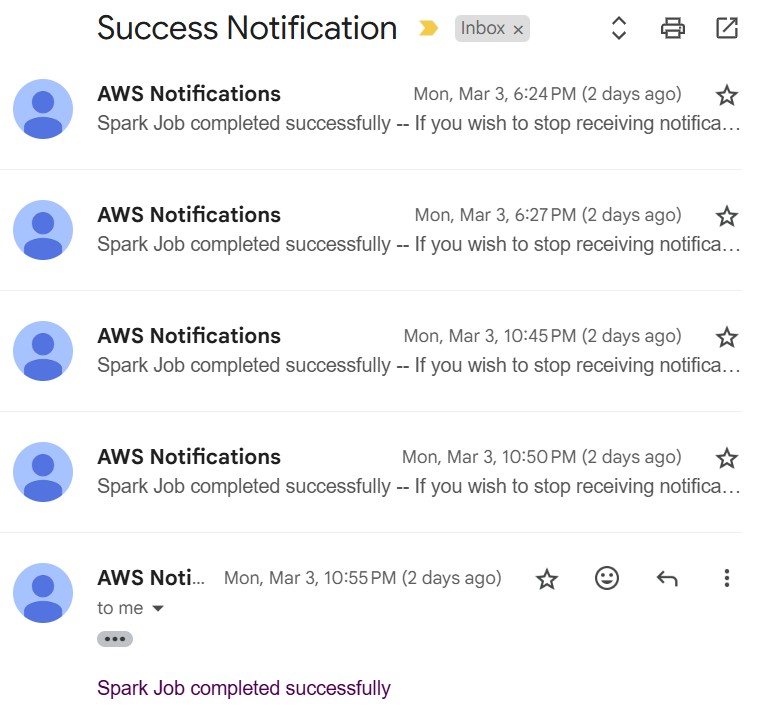 Success Notification Inbox ×
AWS Notifications Mon, Mar 3, 6:24 PM (2 days ago)
Spark Job completed successfully -- If you wish to stop receiving notifica…
AWS Notifications Mon, Mar 3, 6:27 PM (2 days ago)
Spark Job completed successfully -- If you wish to stop receiving notifica…
AWS Notifications Mon, Mar 3, 10:45 PM (2 days ago)
Spark Job completed successfully -- If you wish to stop receiving notifica…
AWS Notifications Mon, Mar 3, 10:50 PM (2 days ago)
Spark Job completed successfully -- If you wish to stop receiving notifica…
AWS Noti... Mon, Mar 3, 10:55 PM (2 days ago)
to me
Spark Job completed successfully